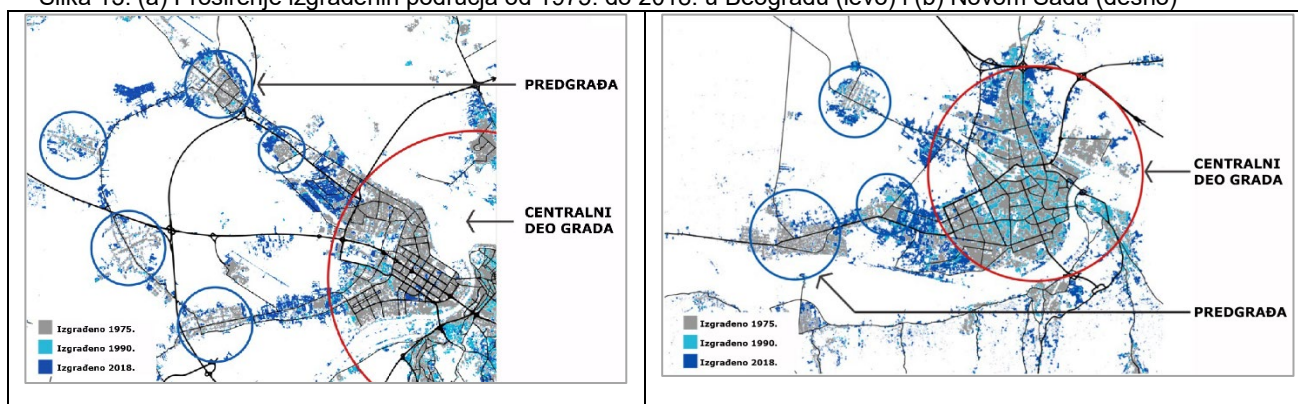 Slika 13. (a) Proširenje izgrađenih područja od 1975. do 2018. u Beogradu (levo) i (b) Novom Sadu (desno)
PREDGRAĐA
CENTRALNI
DEO GRADA
Izgrađeno 1975.
Izgrađeno 1990.
Izgrađeno 2018.
CENTRALNI
DEO GRADA
PREDGRAĐA
Izgrađeno 1975.
Izgrađeno 1990.
Izgrađeno 2018.